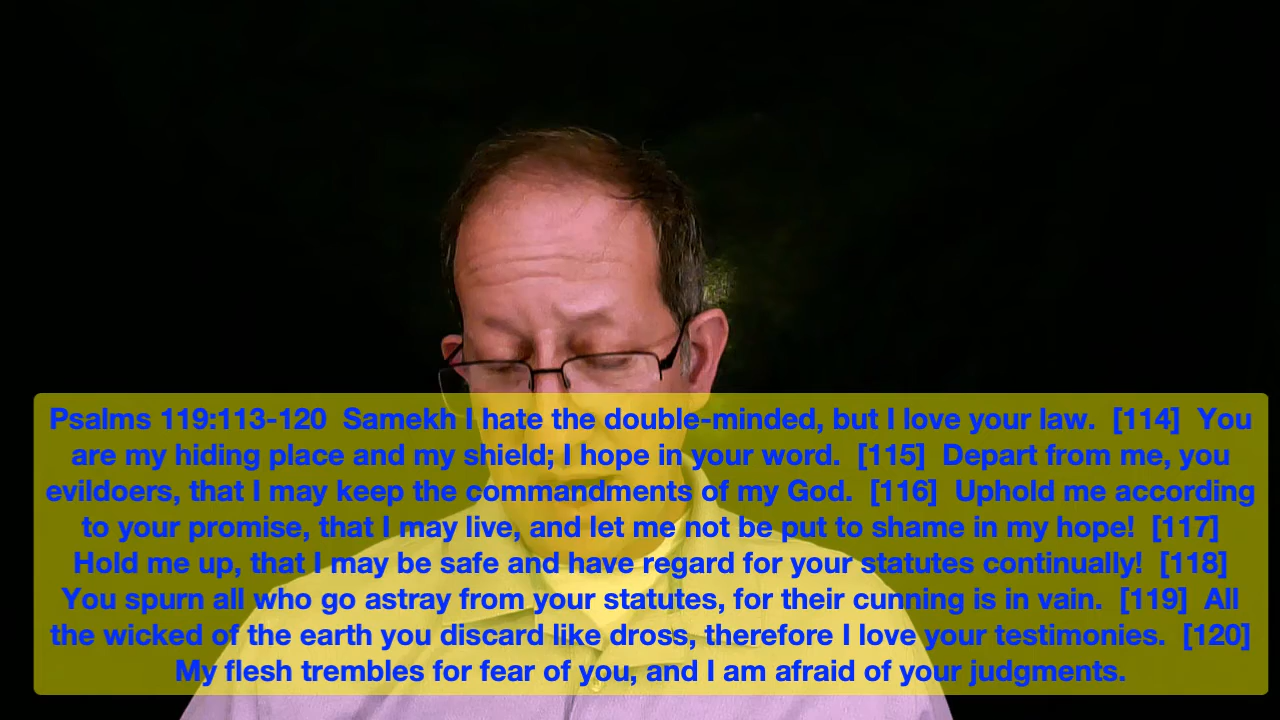 Psalms 119:113-120  Samekh I hate the double-minded, but I love your law.  [114]  You
are my hiding place and my shield; I hope in your word.  [115]  Depart from me, you
evildoers, that I may keep the commandments of my God.  [116]  Uphold me according
to your promise, that I may live, and let me not be put to shame in my hope!  [117]
Hold me up, that I may be safe and have regard for your statutes continually!  [118]
You spurn all who go astray from your statutes, for their cunning is in vain.  [119]  All
the wicked of the earth you discard like dross, therefore I love your testimonies.  [120]
My flesh trembles for fear of you, and I am afraid of your judgments.